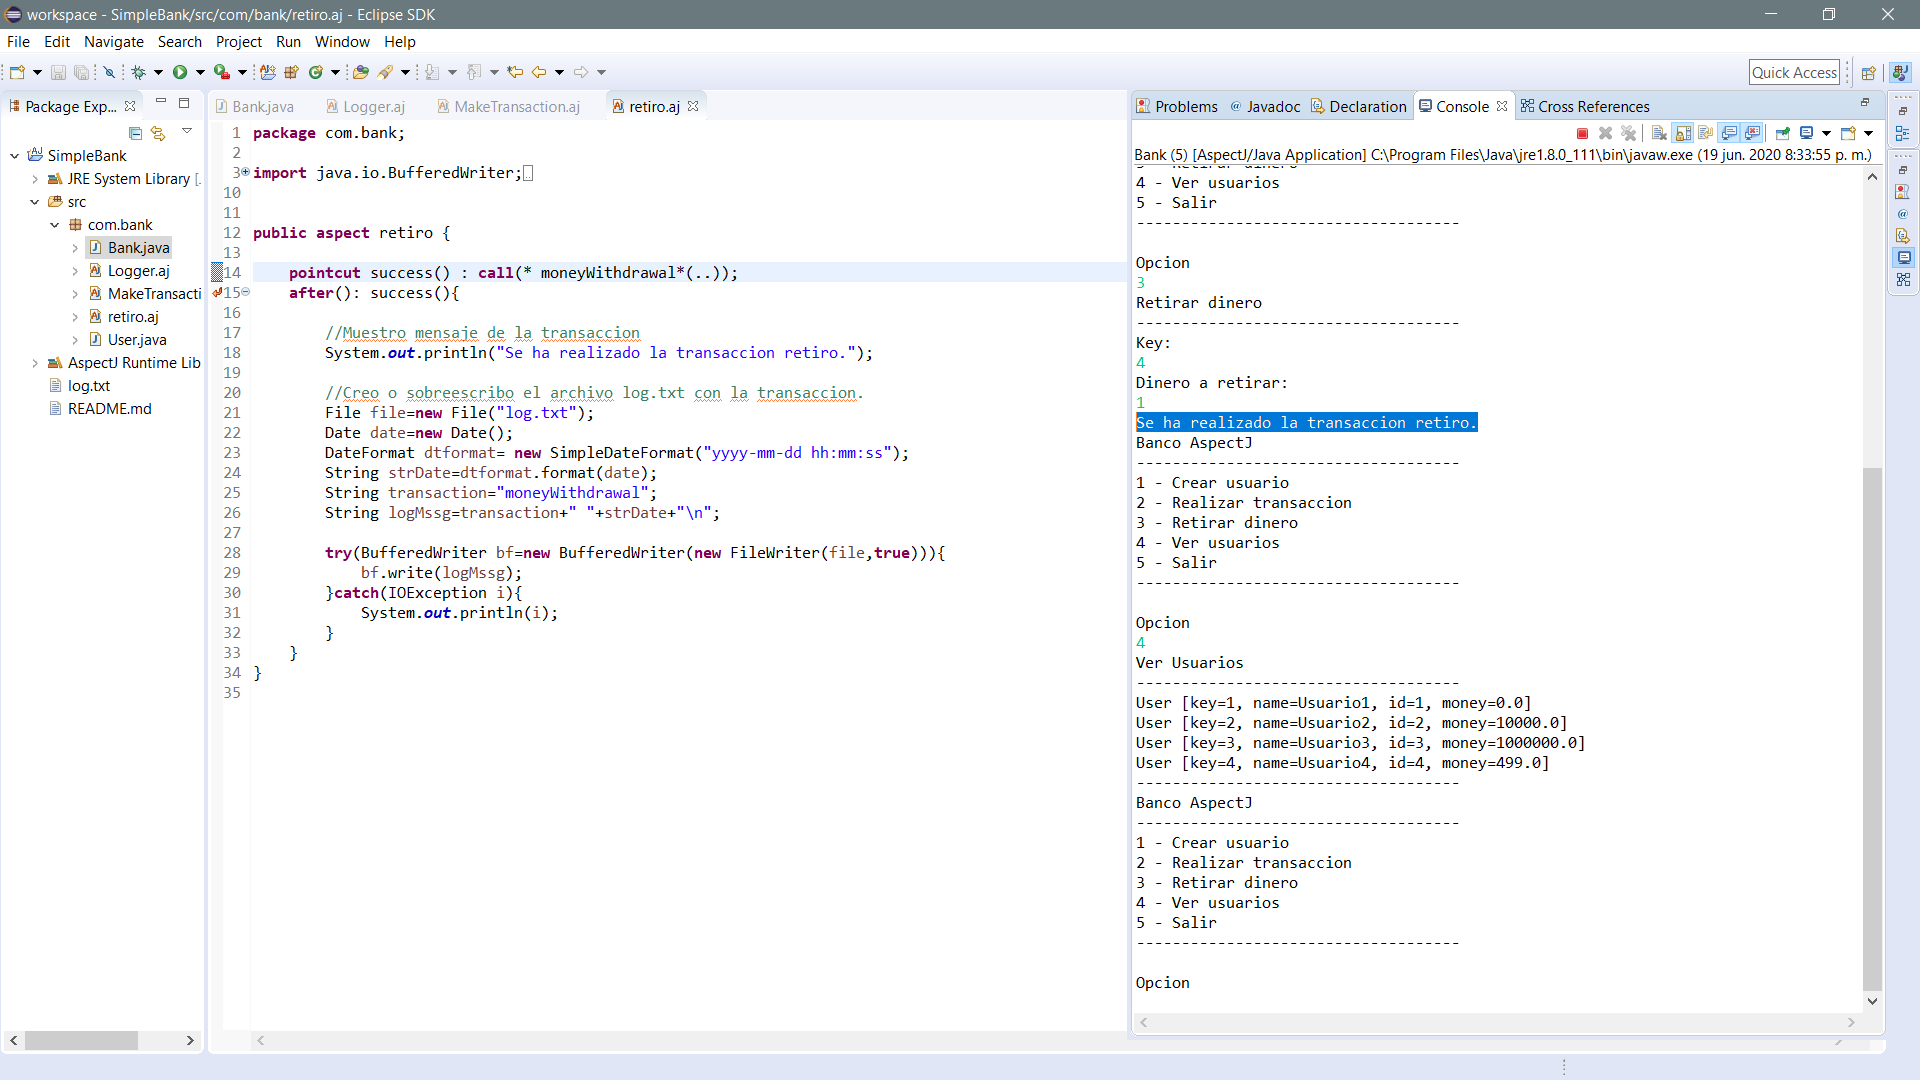 workspace - SimpleBank/src/com/bank/retiro.aj - Eclipse SDK
File Edit Navigate Search Project Run Window Help
Quick Access
Package Exp...
SimpleBank
JRE System Library [
src
com.bank
Bank.java
Logger.aj
MakeTransacti
retiro.aj
User.java
AspectJ Runtime Lib
log.txt
README.md
Bank.java Logger.aj MakeTransaction.aj retiro.aj
1 package com.bank;
2
3 import java.io.BufferedWriter;
10
11
12 public aspect retiro {
13
14 pointcut success() : call(* moneyWithdrawal*(..));
15 after(): success(){
16
17 //Muestro mensaje de la transaccion
18 System.out.println("Se ha realizado la transaccion retiro.");
19
20 //Creo o sobreescribo el archivo log.txt con la transaccion.
21 File file=new File("log.txt");
22 Date date=new Date();
23 DateFormat dtformat= new SimpleDateFormat("yyyy-mm-dd hh:mm:ss");
24 String strDate=dtformat.format(date);
25 String transaction="moneyWithdrawal";
26 String logMssg=transaction+" "+strDate+"\n";
27
28 try(BufferedWriter bf=new BufferedWriter(new FileWriter(file,true))){
29 bf.write(logMssg);
30 }catch(IOException i){
31 System.out.println(i);
32 }
33 }
34 }
35
Problems Javadoc Declaration Console Cross References
Bank (5) [AspectJ/Java Application] C:\Program Files\Java\jre1.8.0_111\bin\javaw.exe (19 jun. 2020 8:33:55 p. m.)
3 - Retirar dinero
4 - Ver usuarios
5 - Salir
------------------------------------
Opcion
3
Retirar dinero
------------------------------------
Key:
4
Dinero a retirar:
1
Se ha realizado la transaccion retiro.
Banco AspectJ
------------------------------------
1 - Crear usuario
2 - Realizar transaccion
3 - Retirar dinero
4 - Ver usuarios
5 - Salir
------------------------------------
Opcion
4
Ver Usuarios
------------------------------------
User [key=1, name=Usuario1, id=1, money=0.0]
User [key=2, name=Usuario2, id=2, money=10000.0]
User [key=3, name=Usuario3, id=3, money=1000000.0]
User [key=4, name=Usuario4, id=4, money=499.0]
------------------------------------
Banco AspectJ
------------------------------------
1 - Crear usuario
2 - Realizar transaccion
3 - Retirar dinero
4 - Ver usuarios
5 - Salir
------------------------------------
Opcion